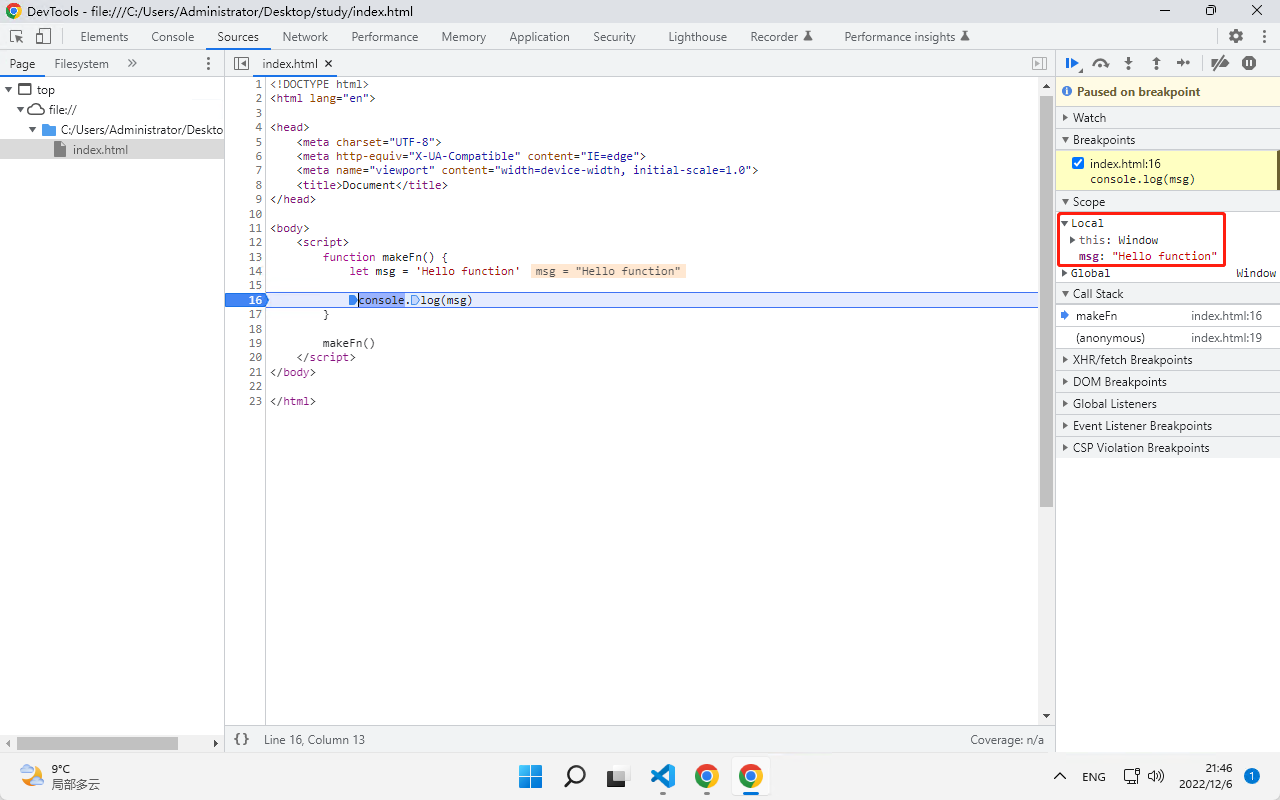 DevTools - file:///C:/Users/Administrator/Desktop/study/index.html
Elements Console Sources Network Performance Memory Application Security Lighthouse Recorder Performance insights
Page Filesystem
top
file://
C:/Users/Administrator/Deskto
index.html
index.html
1 <!DOCTYPE html>
2 <html lang="en">
3
4 <head>
5 <meta charset="UTF-8">
6 <meta http-equiv="X-UA-Compatible" content="IE=edge">
7 <meta name="viewport" content="width=device-width, initial-scale=1.0">
8 <title>Document</title>
9 </head>
10
11 <body>
12 <script>
13 function makeFn() {
14 let msg = 'Hello function' msg = "Hello function"
15
16 console.log(msg)
17 }
18
19 makeFn()
20 </script>
21 </body>
22
23 </html>
{} Line 16, Column 13 Coverage: n/a
Paused on breakpoint
Watch
Breakpoints
index.html:16
console.log(msg)
Scope
Local
this: Window
msg: "Hello function"
Global Window
Call Stack
makeFn index.html:16
(anonymous) index.html:19
XHR/fetch Breakpoints
DOM Breakpoints
Global Listeners
Event Listener Breakpoints
CSP Violation Breakpoints
9°C
局部多云
ENG
21:46
2022/12/6
1